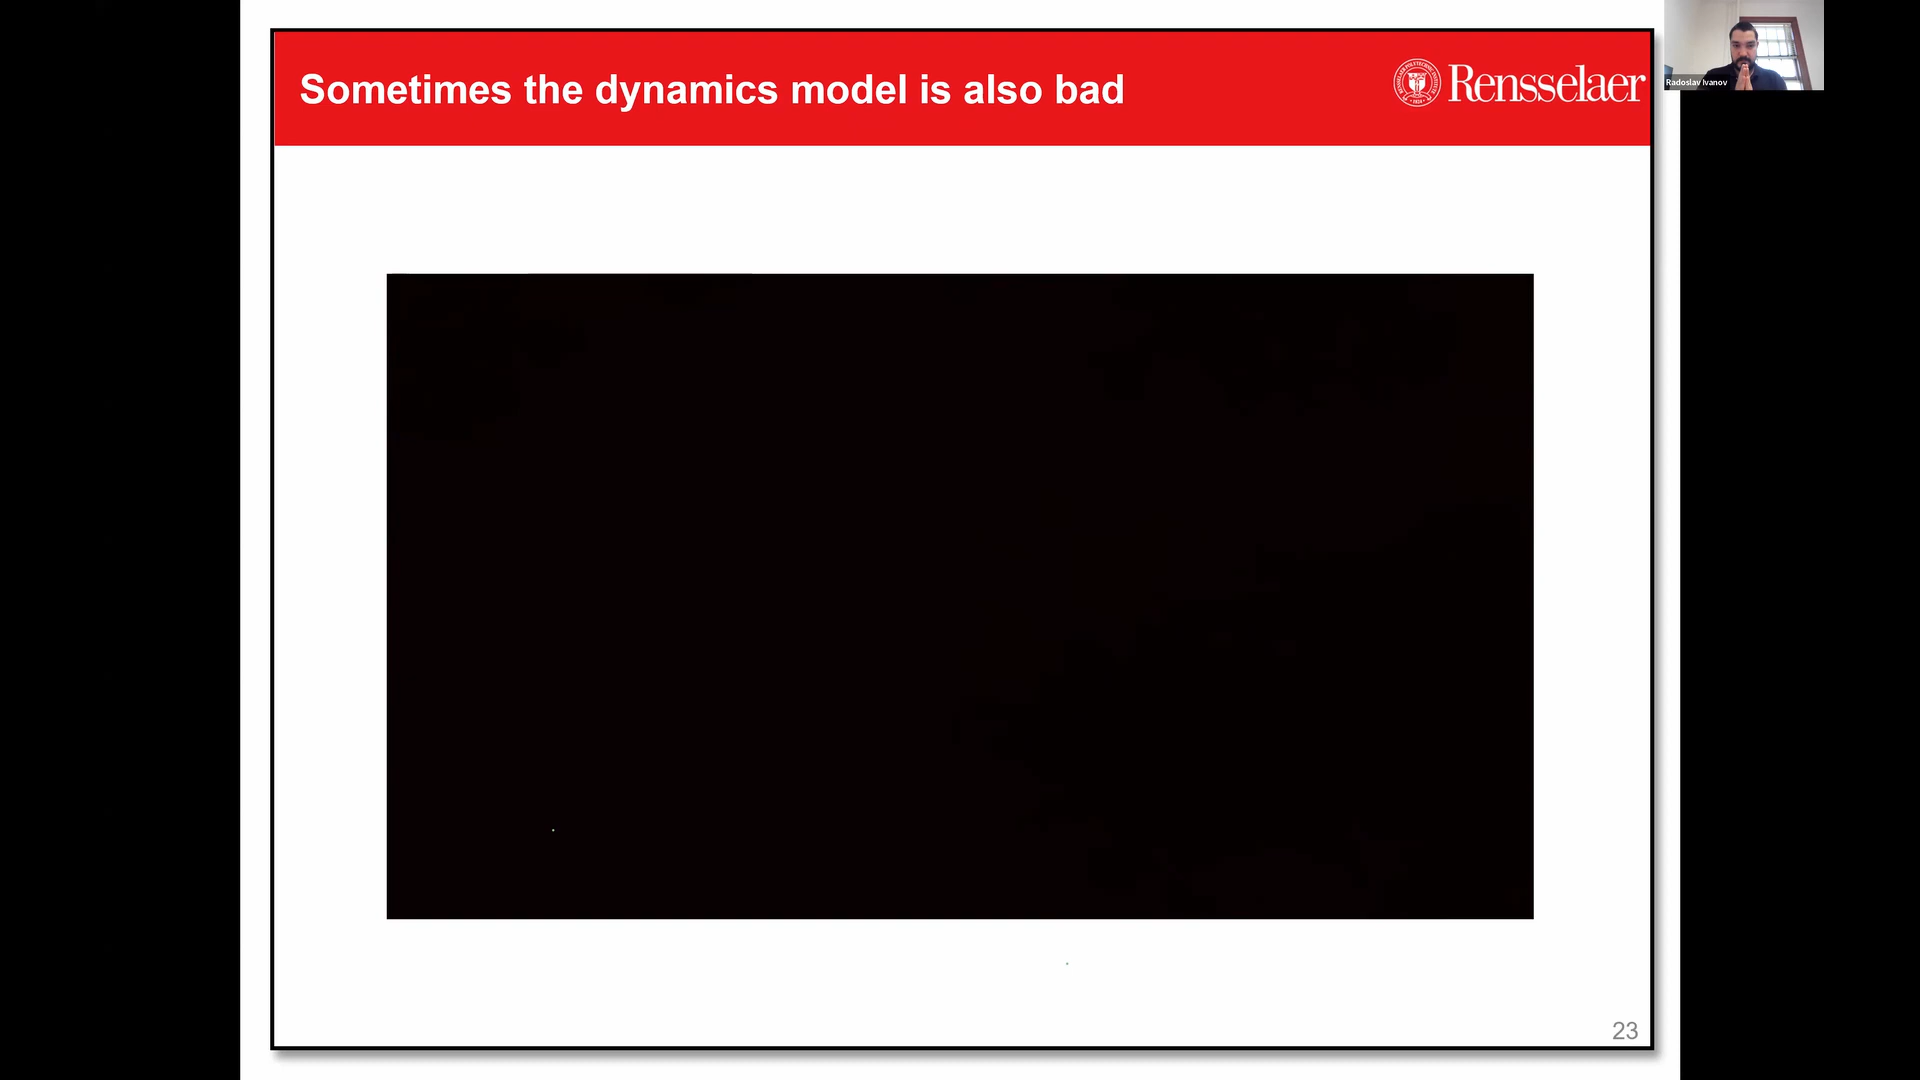 Sometimes the dynamics model is also bad
Rensselaer
Radoslav Ivanov
23